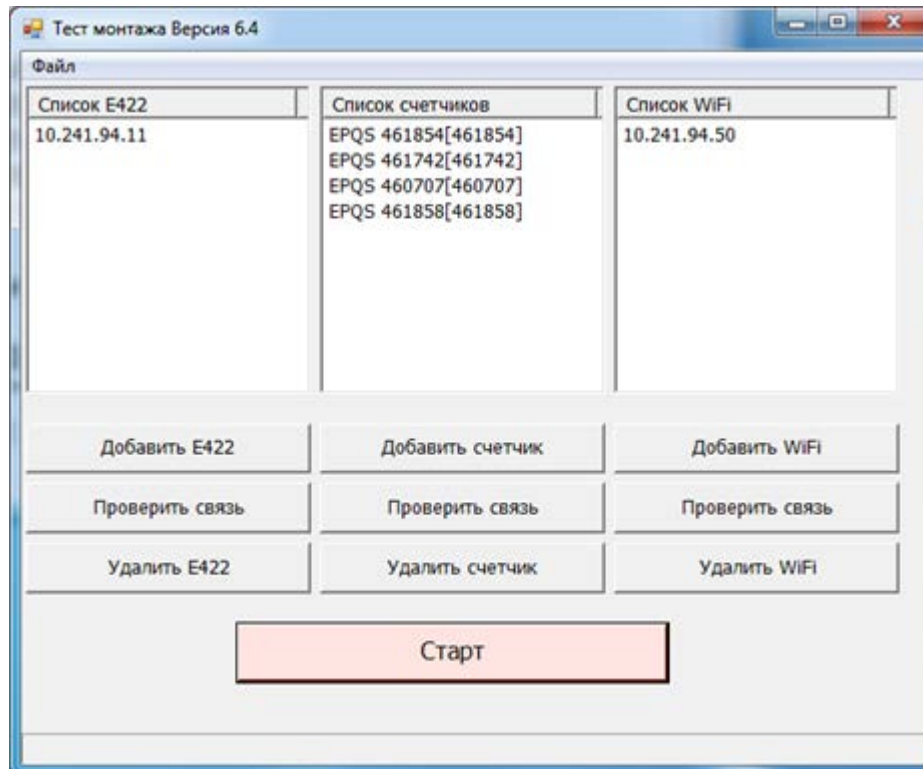 Тест монтажа Версия 6.4
Файл
Список E422
10.241.94.11
Список счетчиков
EPQS 461854[461854]
EPQS 461742[461742]
EPQS 460707[460707]
EPQS 461858[461858]
Список WiFi
10.241.94.50
Добавить E422
Добавить счетчик
Добавить WiFi
Проверить связь
Проверить связь
Проверить связь
Удалить E422
Удалить счетчик
Удалить WiFi
Старт